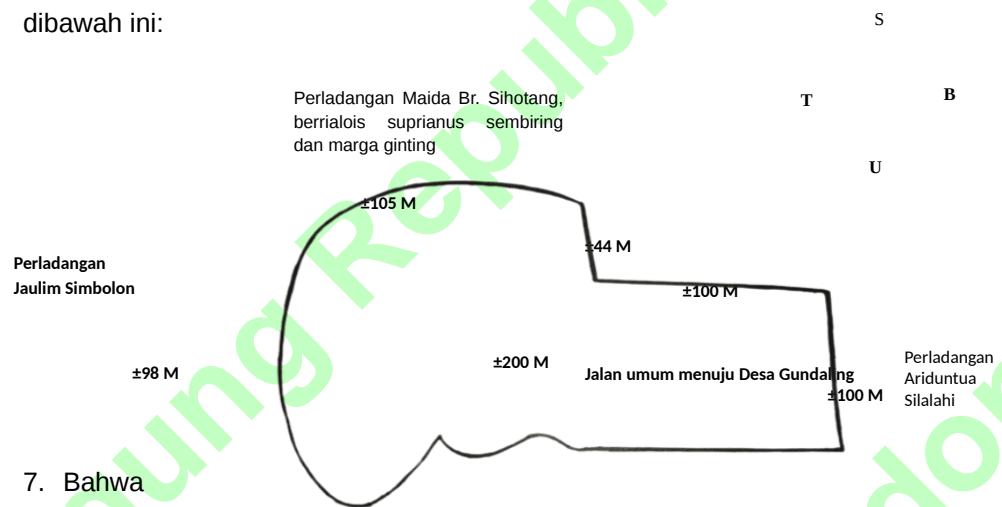 dibawah ini:
S
T
B
U
Perladangan Maida Br. Sihotang,
berrialois suprianus sembiring
dan marga ginting
±105 M
±44 M
Perladangan
Jaulim Simbolon
±100 M
±98 M
±200 M
Jalan umum menuju Desa Gundaling
±100 M
Perladangan
Ariduntua
Silalahi
7. Bahwa